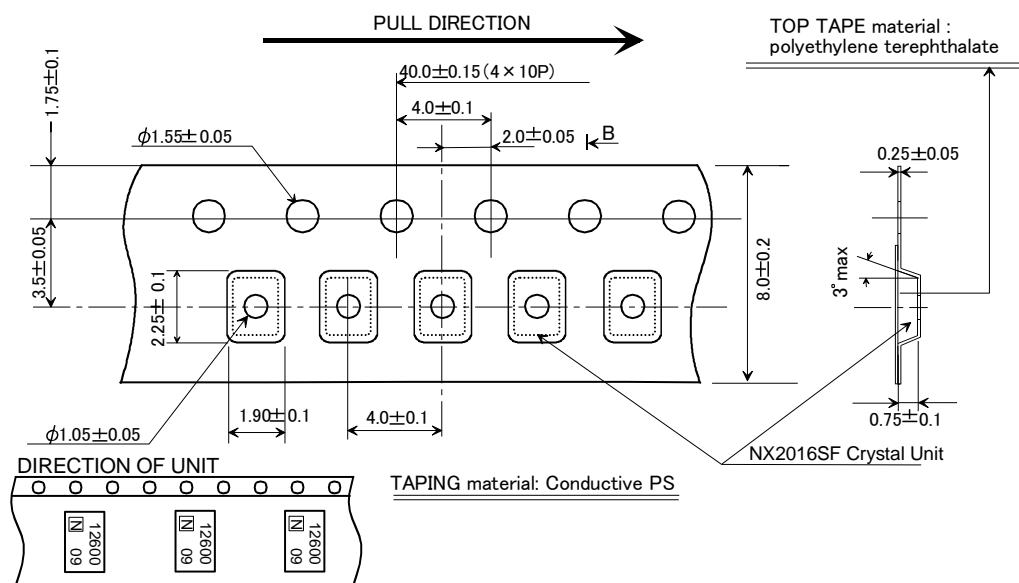 PULL DIRECTION
TOP TAPE material :
polyethylene terephthalate
1.75±0.1
40.0±0.15(4×10P)
4.0±0.1
φ1.55±0.05
2.0±0.05
B
0.25±0.05
3.5±0.05
2.25± 0.1
8.0±0.2
3°max
1.90±0.1
4.0±0.1
0.75±0.1
φ1.05±0.05
NX2016SF Crystal Unit
DIRECTION OF UNIT
TAPING material: Conductive PS
12600
N 09
12600
N 09
12600
N 09